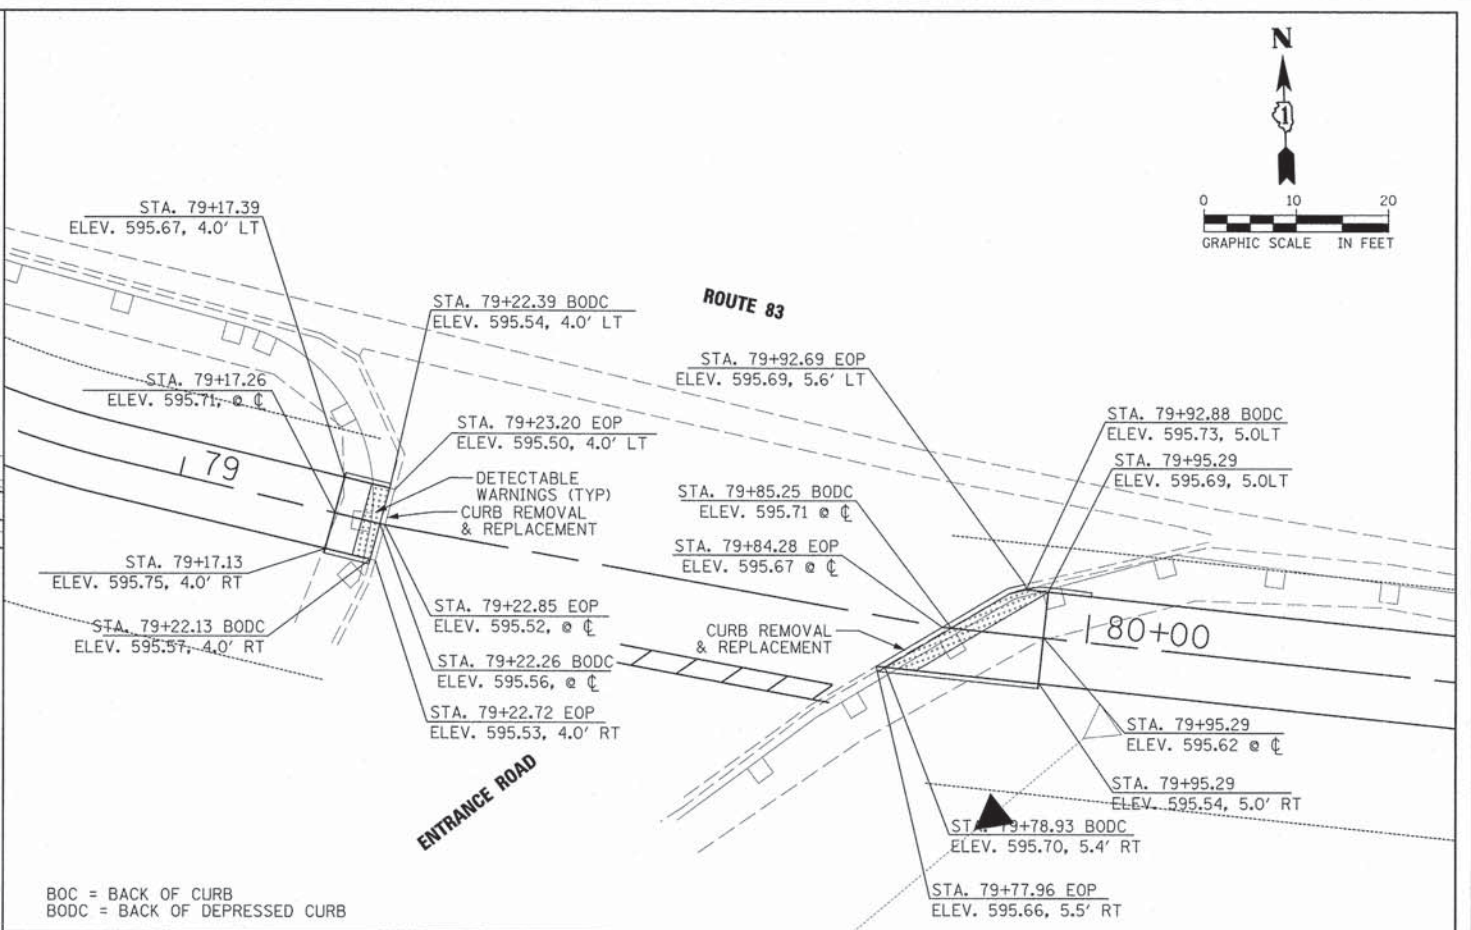 N
1
0 10 20
GRAPHIC SCALE IN FEET
STA. 79+17.39
ELEV. 595.67, 4.0' LT
STA. 79+22.39 BODC
ELEV. 595.54, 4.0' LT
ROUTE 83
STA. 79+92.69 EOP
ELEV. 595.69, 5.6' LT
STA. 79+17.26
ELEV. 595.71, @ ℄
STA. 79+23.20 EOP
ELEV. 595.50, 4.0' LT
STA. 79+92.88 BODC
ELEV. 595.73, 5.0LT
STA. 79+95.29
ELEV. 595.69, 5.0LT
79
DETECTABLE
WARNINGS (TYP)
CURB REMOVAL
& REPLACEMENT
STA. 79+85.25 BODC
ELEV. 595.71 @ ℄
STA. 79+84.28 EOP
ELEV. 595.67 @ ℄
STA. 79+17.13
ELEV. 595.75, 4.0' RT
STA. 79+22.13 BODC
ELEV. 595.57, 4.0' RT
STA. 79+22.85 EOP
ELEV. 595.52, @ ℄
CURB REMOVAL
& REPLACEMENT
80+00
STA. 79+22.26 BODC
ELEV. 595.56, @ ℄
STA. 79+22.72 EOP
ELEV. 595.53, 4.0' RT
STA. 79+95.29
ELEV. 595.62 @ ℄
ENTRANCE ROAD
STA. 79+95.29
ELEV. 595.54, 5.0' RT
STA. 79+78.93 BODC
ELEV. 595.70, 5.4' RT
STA. 79+77.96 EOP
ELEV. 595.66, 5.5' RT
BOC = BACK OF CURB
BODC = BACK OF DEPRESSED CURB